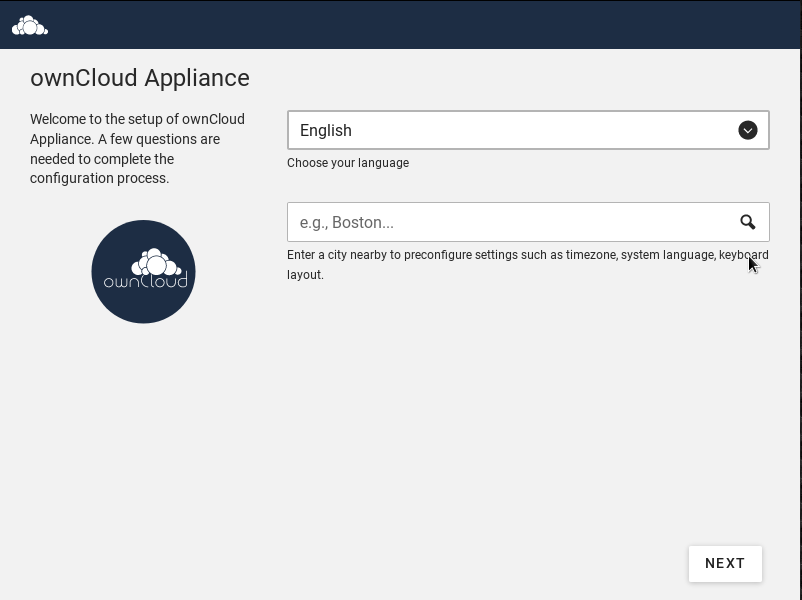 ownCloud Appliance
Welcome to the setup of ownCloud
Appliance. A few questions are
needed to complete the
configuration process.
ownCloud
English
Choose your language
e.g., Boston...
Enter a city nearby to preconfigure settings such as timezone, system language, keyboard
layout.
NEXT